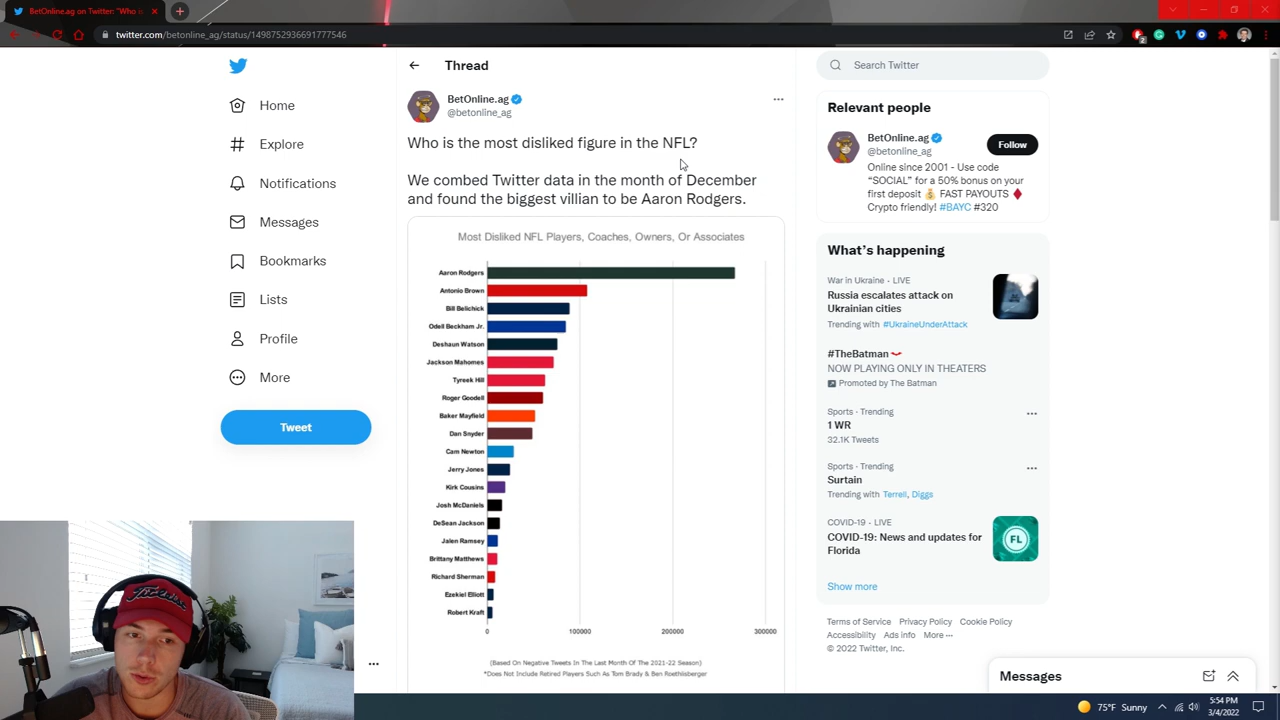 BetOnline.ag on Twitter: "Who is
twitter.com/betonline_ag/status/1498752936691777546
2
Thread
Search Twitter
Home
Explore
Notifications
Messages
Bookmarks
Lists
Profile
More
Tweet
BetOnline.ag
@betonline_ag
Who is the most disliked figure in the NFL?
We combed Twitter data in the month of December
and found the biggest villian to be Aaron Rodgers.
Most Disliked NFL Players, Coaches, Owners, Or Associates
Aaron Rodgers
Antonio Brown
Bill Belichick
Odell Beckham Jr.
Deshaun Watson
Jackson Mahomes
Tyreek Hill
Roger Goodell
Baker Mayfield
Dan Snyder
Cam Newton
Jerry Jones
Kirk Cousins
Josh McDaniels
DeSean Jackson
Jalen Ramsey
Brittany Matthews
Richard Sherman
Ezekiel Elliott
Robert Kraft
0 100000 200000 300000
(Based On Negative Tweets In The Last Month Of The 2021-22 Season)
*Does Not Include Retired Players Such As Tom Brady & Ben Roethlisberger
Relevant people
BetOnline.ag
@betonline_ag
Follow
Online since 2001 - Use code
“SOCIAL” for a 50% bonus on your
first deposit 💰 FAST PAYOUTS ♦️
Crypto friendly! #BAYC #320
What’s happening
War in Ukraine · LIVE
Russia escalates attack on
Ukrainian cities
Trending with #UkraineUnderAttack
#TheBatman
NOW PLAYING ONLY IN THEATERS
Promoted by The Batman
Sports · Trending
1 WR
32.1K Tweets
Sports · Trending
Surtain
Trending with Terrell, Diggs
COVID-19 · LIVE
COVID-19: News and updates for
Florida
FL
Show more
Terms of Service Privacy Policy Cookie Policy
Accessibility Ads info More ···
© 2022 Twitter, Inc.
Messages
75°F Sunny
5:54 PM
3/4/2022